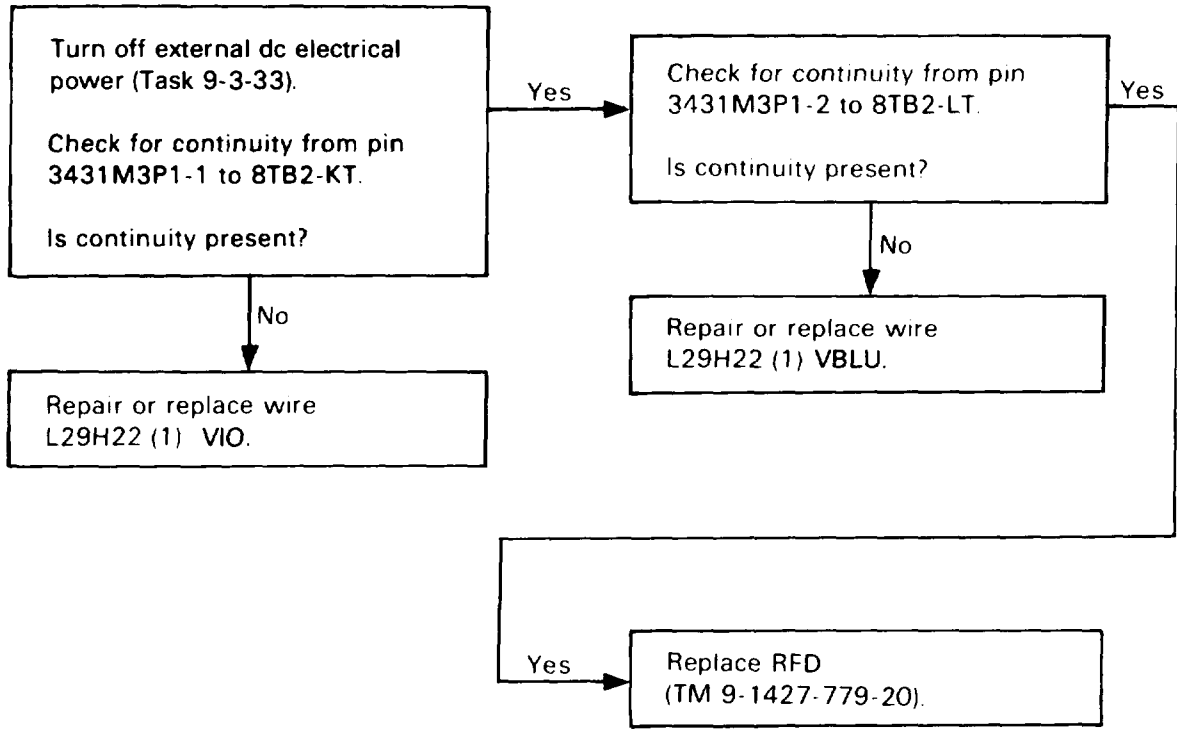 Turn off external dc electrical
power (Task 9-3-33).
Check for continuity from pin
3431M3P1-1 to 8TB2-KT.
Is continuity present?
Yes
Check for continuity from pin
3431M3P1-2 to 8TB2-LT.
Is continuity present?
Yes
No
Repair or replace wire
L29H22 (1) VIO.
No
Repair or replace wire
L29H22 (1) VBLU.
Yes
Replace RFD
(TM 9-1427-779-20).